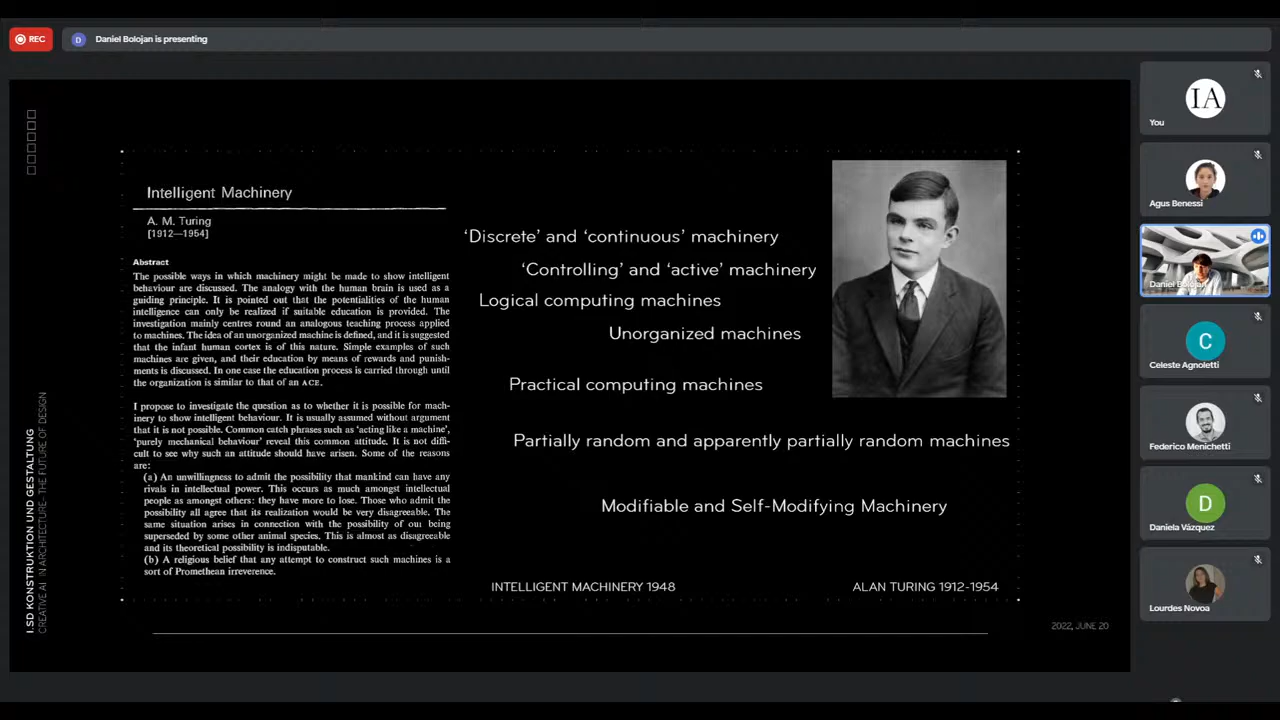 REC
D
Daniel Bolojan is presenting
Intelligent Machinery
A. M. Turing
[1912—1954]
Abstract
The possible ways in which machinery might be made to show intelligent
behaviour are discussed. The analogy with the human brain is used as a
guiding principle. It is pointed out that the potentialities of the human
intelligence can only be realized if suitable education is provided. The
investigation mainly centres round an analogous teaching process applied
to machines. The idea of an unorganized machine is defined, and it is suggested
that the infant human cortex is of this nature. Simple examples of such
machines are given, and their education by means of rewards and punish-
ments is discussed. In one case the education process is carried through until
the organization is similar to that of an ACE.
I propose to investigate the question as to whether it is possible for mach-
inery to show intelligent behaviour. It is usually assumed without argument
that it is not possible. Common catch phrases such as ‘acting like a machine’,
‘purely mechanical behaviour’ reveal this common attitude. It is not diffi-
cult to see why such an attitude should have arisen. Some of the reasons
are:
(a) An unwillingness to admit the possibility that mankind can have any
rivals in intellectual power. This occurs as much amongst intellectual
people as amongst others: they have more to lose. Those who admit the
possibility all agree that its realization would be very disagreeable. The
same situation arises in connection with the possibility of our being
superseded by some other animal species. This is almost as disagreeable
and its theoretical possibility is indisputable.
(b) A religious belief that any attempt to construct such machines is a
sort of Promethean irreverence.
‘Discrete’ and ‘continuous’ machinery
‘Controlling’ and ‘active’ machinery
Logical computing machines
Unorganized machines
Practical computing machines
Partially random and apparently partially random machines
Modifiable and Self-Modifying Machinery
INTELLIGENT MACHINERY 1948
ALAN TURING 1912-1954
2022, JUNE 20
I.SD KONSTRUKTION UND GESTALTUNG
CREATIVE AI IN ARCHITECTURE- THE FUTURE OF DESIGN
IA
You
Agus Benessi
Daniel Bolojan
C
Celeste Agnoletti
Federico Menichetti
D
Daniela Vázquez
Lourdes Novoa